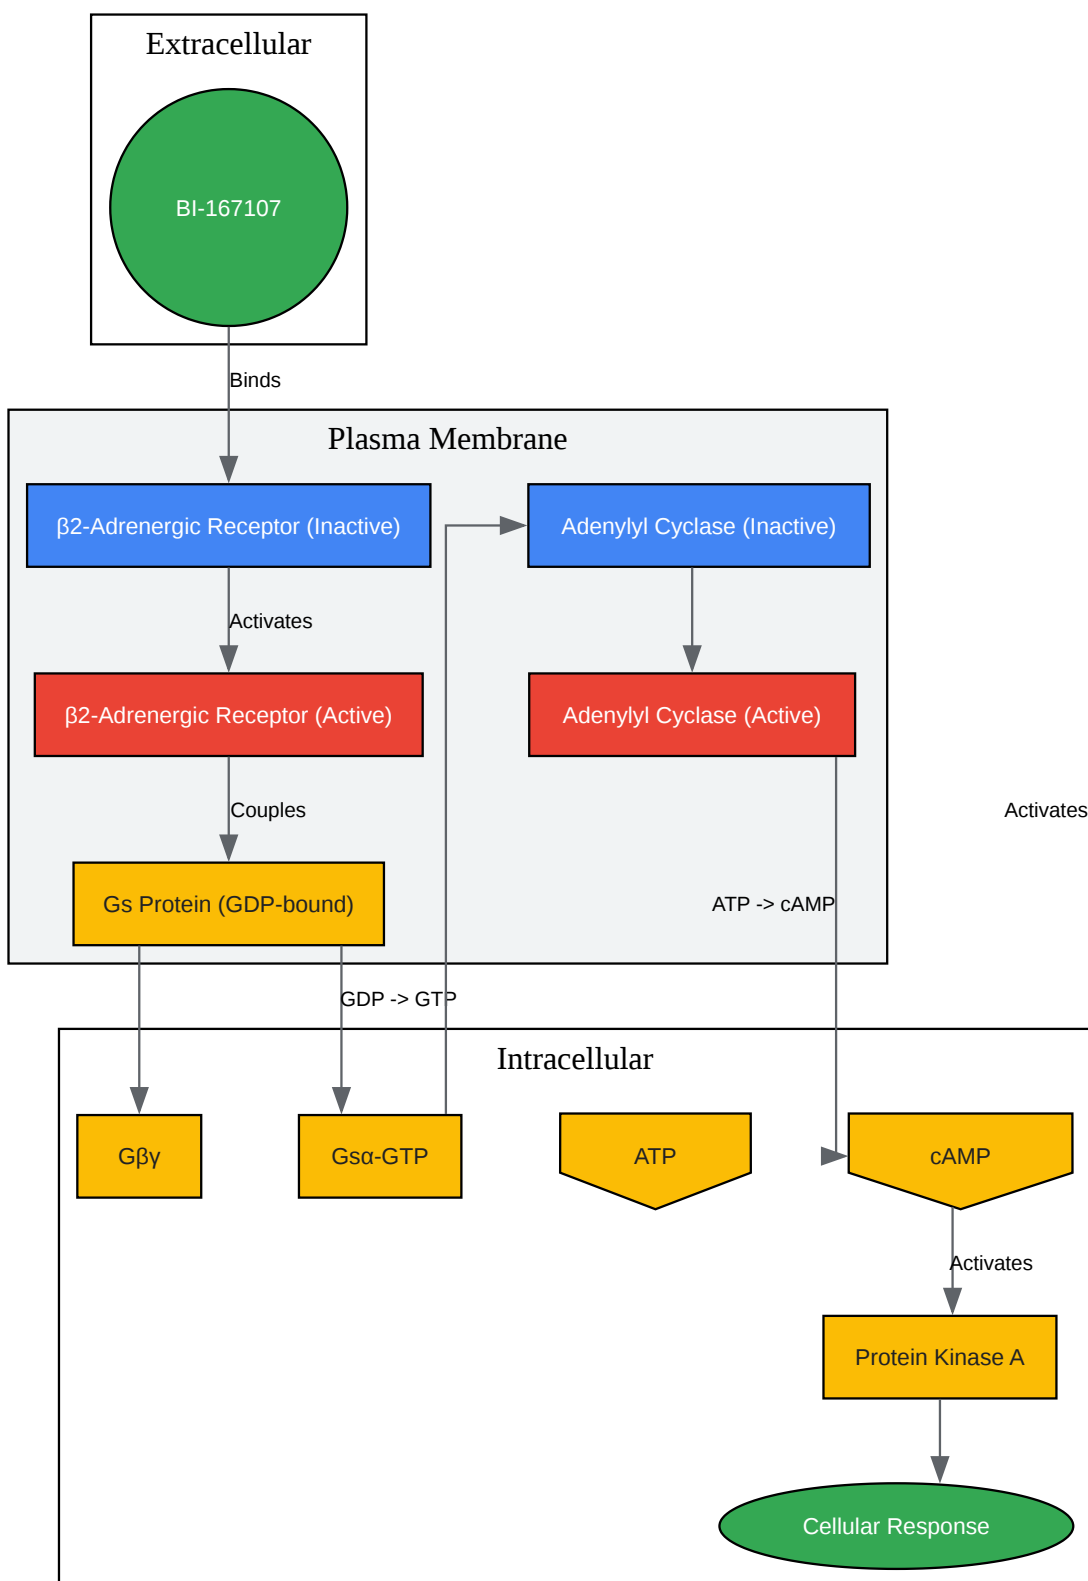 Extracellular
BI-167107
Binds
Plasma Membrane
β2-Adrenergic Receptor (Inactive)
Adenylyl Cyclase (Inactive)
Activates
β2-Adrenergic Receptor (Active)
Adenylyl Cyclase (Active)
Couples
Activates
Gs Protein (GDP-bound)
ATP -> cAMP
GDP -> GTP
Intracellular
Gβγ
Gsα-GTP
ATP
cAMP
Activates
Protein Kinase A
Cellular Response